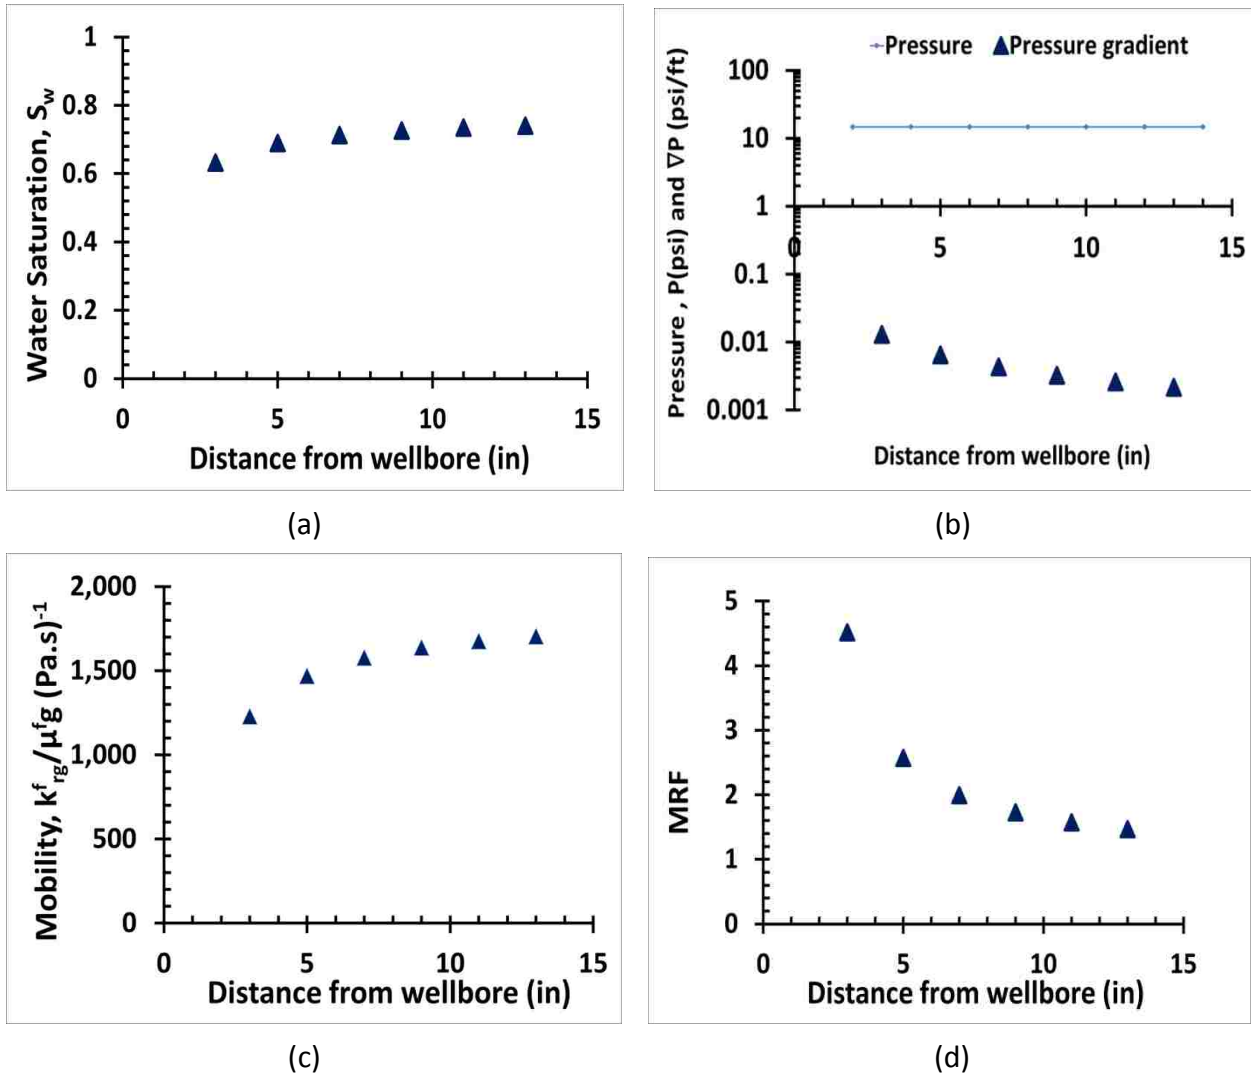 1
0.8
0.6
0.4
0.2
0
0 5 10 15
Water Saturation, Sw
Distance from wellbore (in)
(a)
Pressure Pressure gradient
100
10
1
0 5 10 15
0.1
0.01
0.001
Pressure , P(psi) and ∇P (psi/ft)
Distance from wellbore (in)
(b)
2,000
1,500
1,000
500
0
0 5 10 15
Mobility, kᶠrg/μᶠg (Pa.s)⁻¹
Distance from wellbore (in)
(c)
5
4
3
2
1
0
0 5 10 15
MRF
Distance from wellbore (in)
(d)